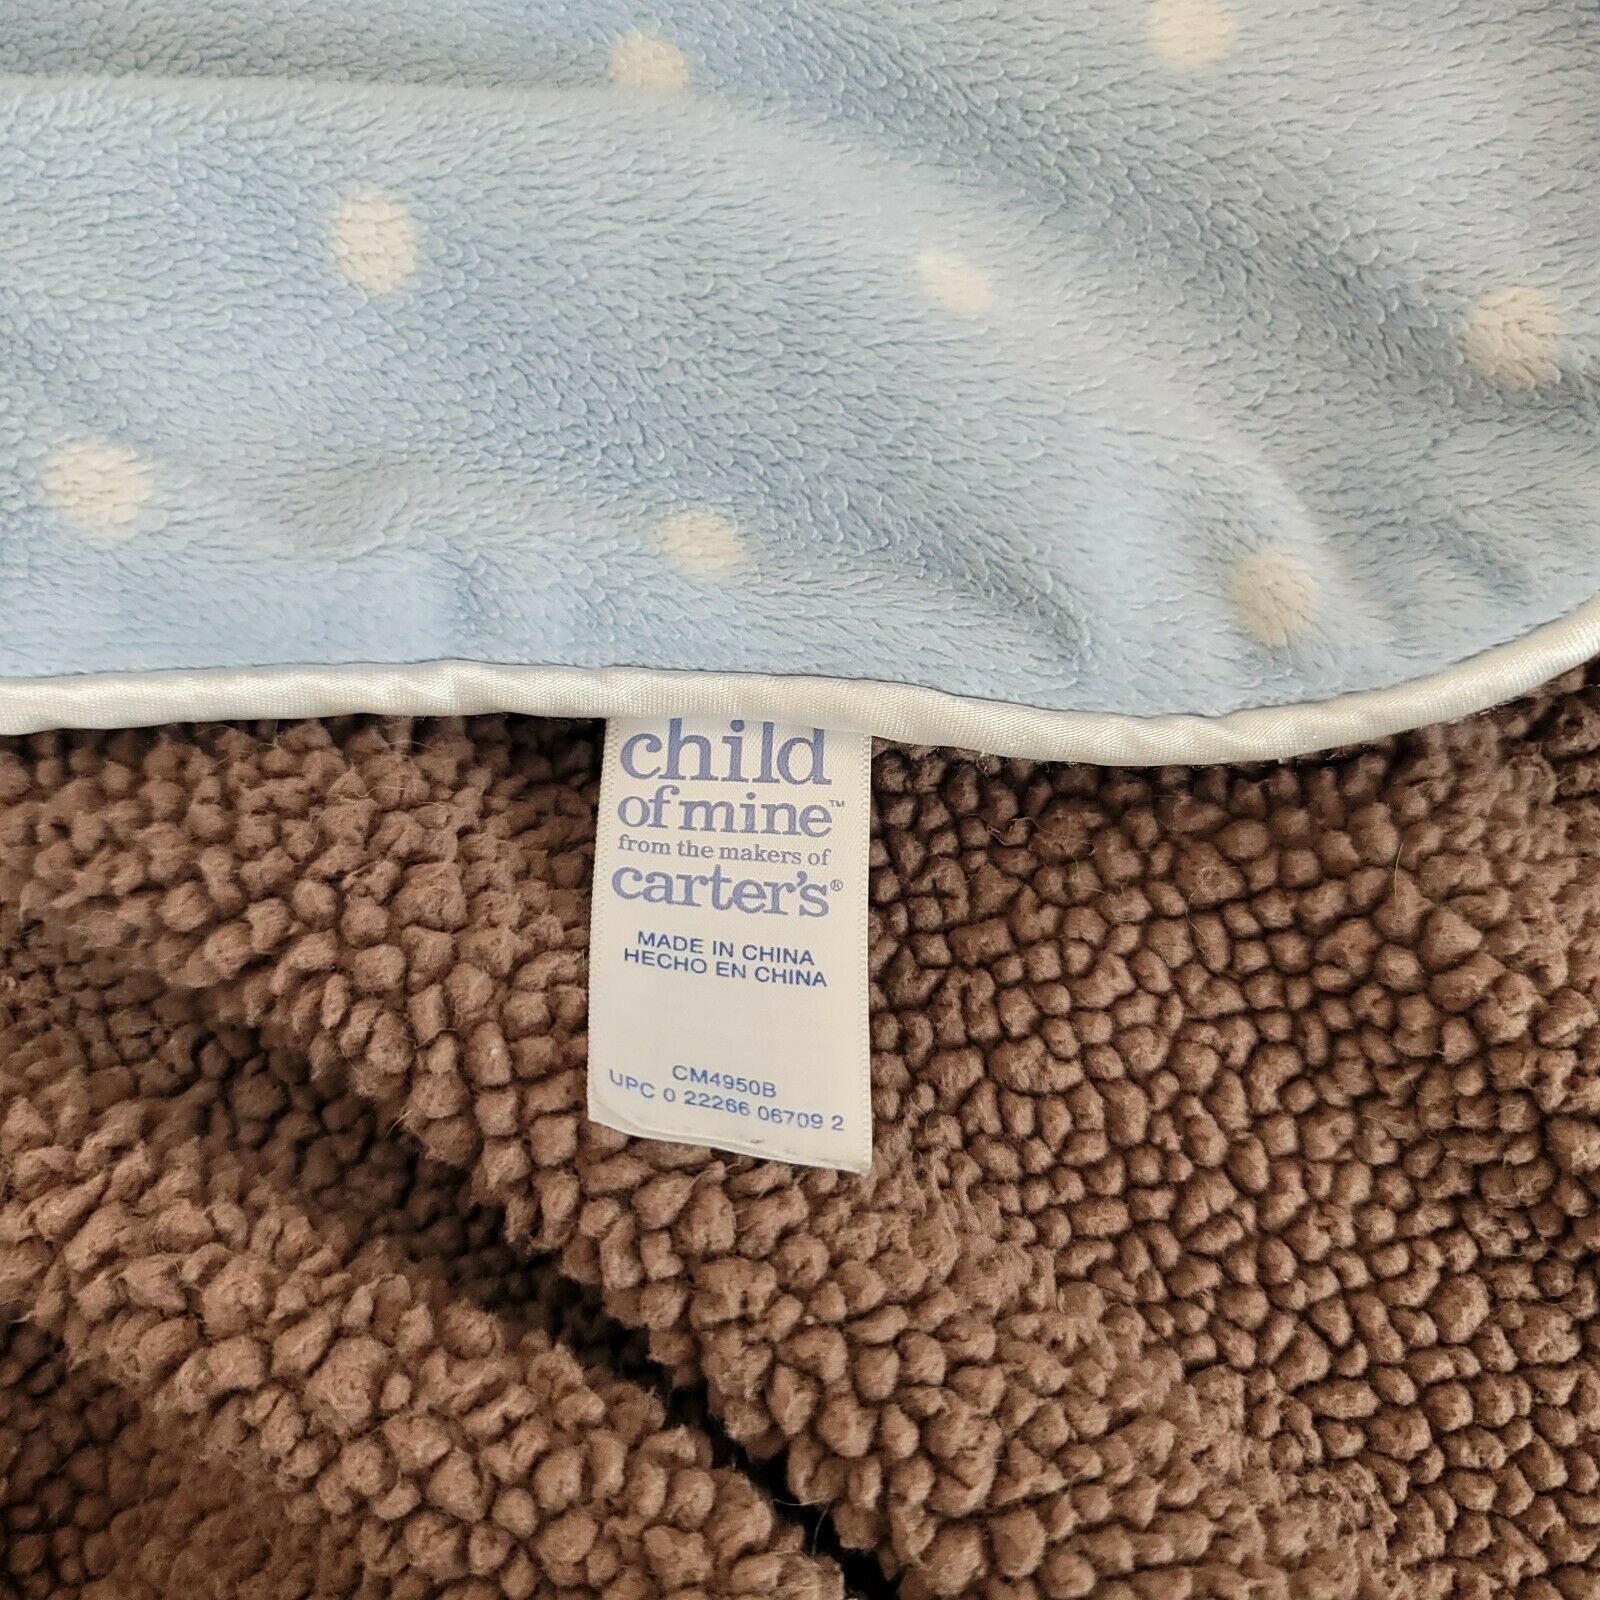 child
of mine™
from the makers of
carter's®
MADE IN CHINA
HECHO EN CHINA
CM4950B
UPC 0 22266 06709 2